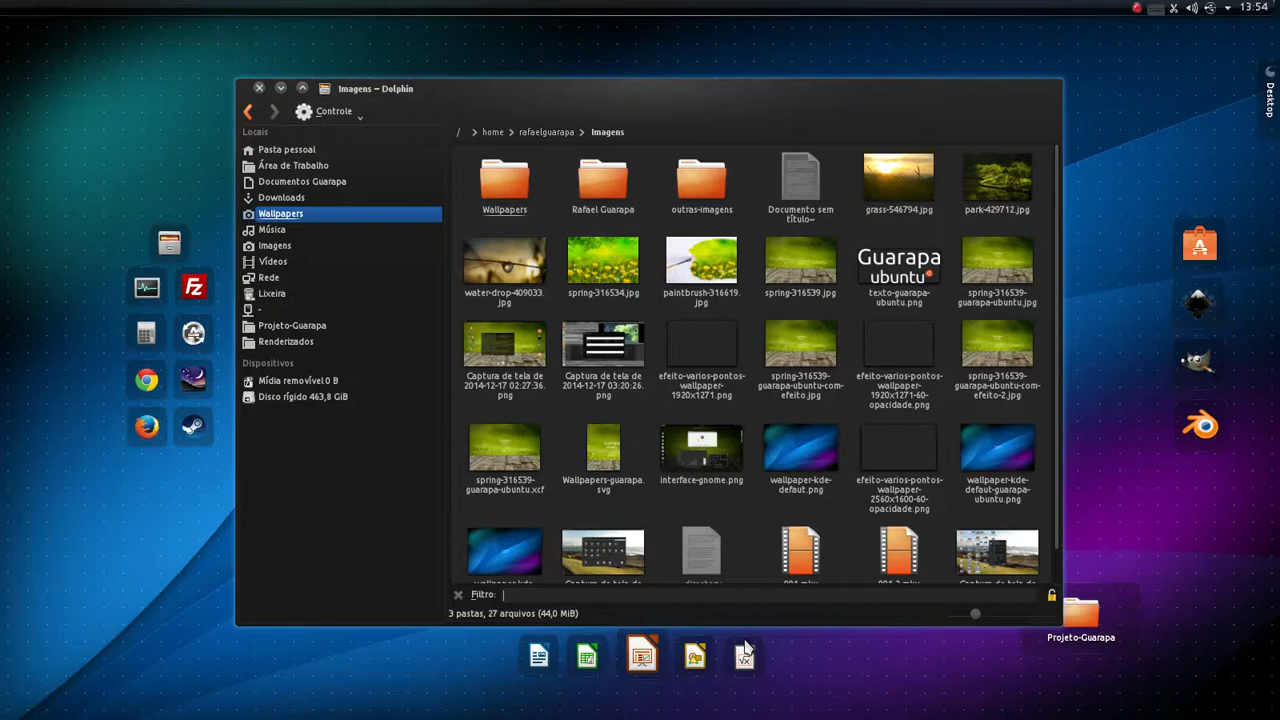 13:54
Desktop
Imagens – Dolphin
Controle
Locais
Pasta pessoal
Área de Trabalho
Documentos Guarapa
Downloads
Wallpapers
Música
Imagens
Vídeos
Rede
Lixeira
-
Projeto-Guarapa
Renderizados
Dispositivos
Mídia removível 0 B
Disco rígido 463,8 GiB
/ > home > rafaelguarapa > Imagens
Wallpapers
Rafael Guarapa
outras-imagens
Documento sem
título~
grass-546794.jpg
park-429712.jpg
water-drop-409033.
jpg
spring-316534.jpg
paintbrush-316619.
jpg
spring-316539.jpg
Guarapa
ubuntu
texto-guarapa-
ubuntu.png
spring-316539-
guarapa-ubuntu.jpg
Captura de tela de
2014-12-17 02:27:36.
png
Captura de tela de
2014-12-17 03:20:26.
png
efeito-varios-pontos-
wallpaper-
1920x1271.png
spring-316539-
guarapa-ubuntu-com-
efeito.jpg
efeito-varios-pontos-
wallpaper-
1920x1271-60-
opacidade.png
spring-316539-
guarapa-ubuntu-com-
efeito-2.jpg
spring-316539-
guarapa-ubuntu.xcf
Wallpapers-guarapa.
svg
interface-gnome.png
wallpaper-kde-
defaut.png
efeito-varios-pontos-
wallpaper-
2560x1600-60-
opacidade.png
wallpaper-kde-
defaut-guarapa-
ubuntu.png
Filtro:
3 pastas, 27 arquivos (44,0 MiB)
Projeto-Guarapa